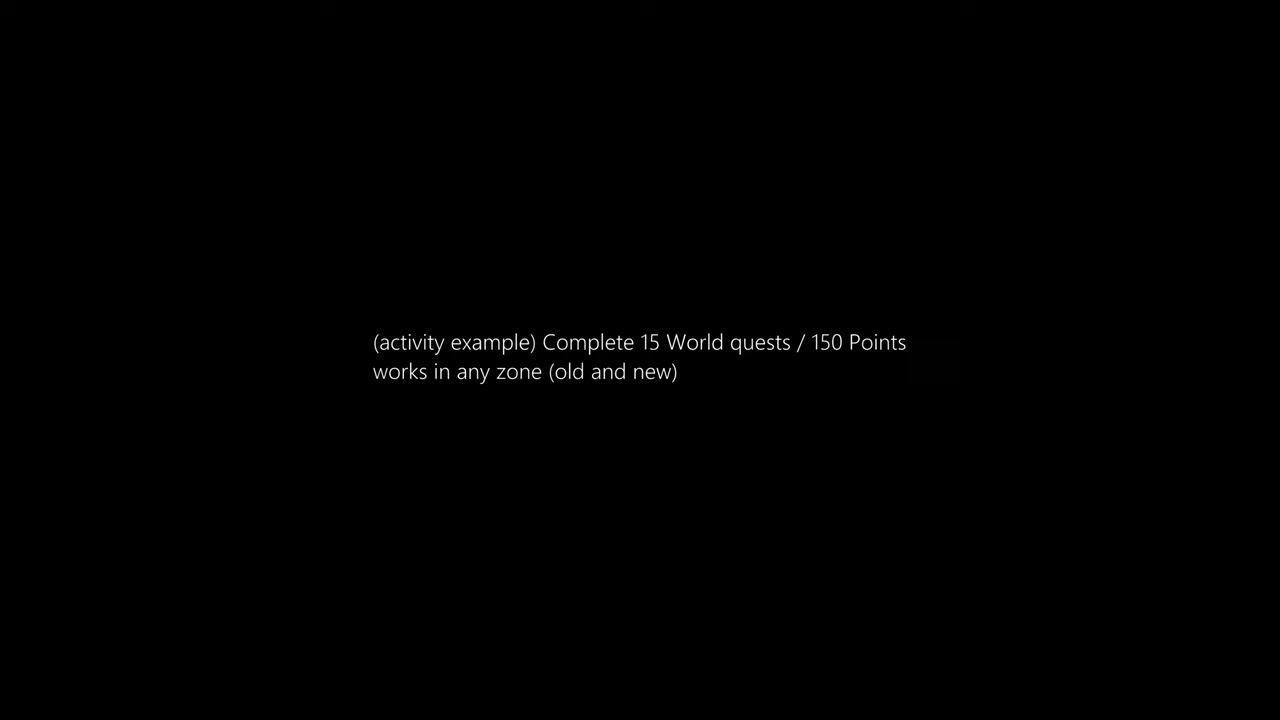 (activity example) Complete 15 World quests / 150 Points
works in any zone (old and new)